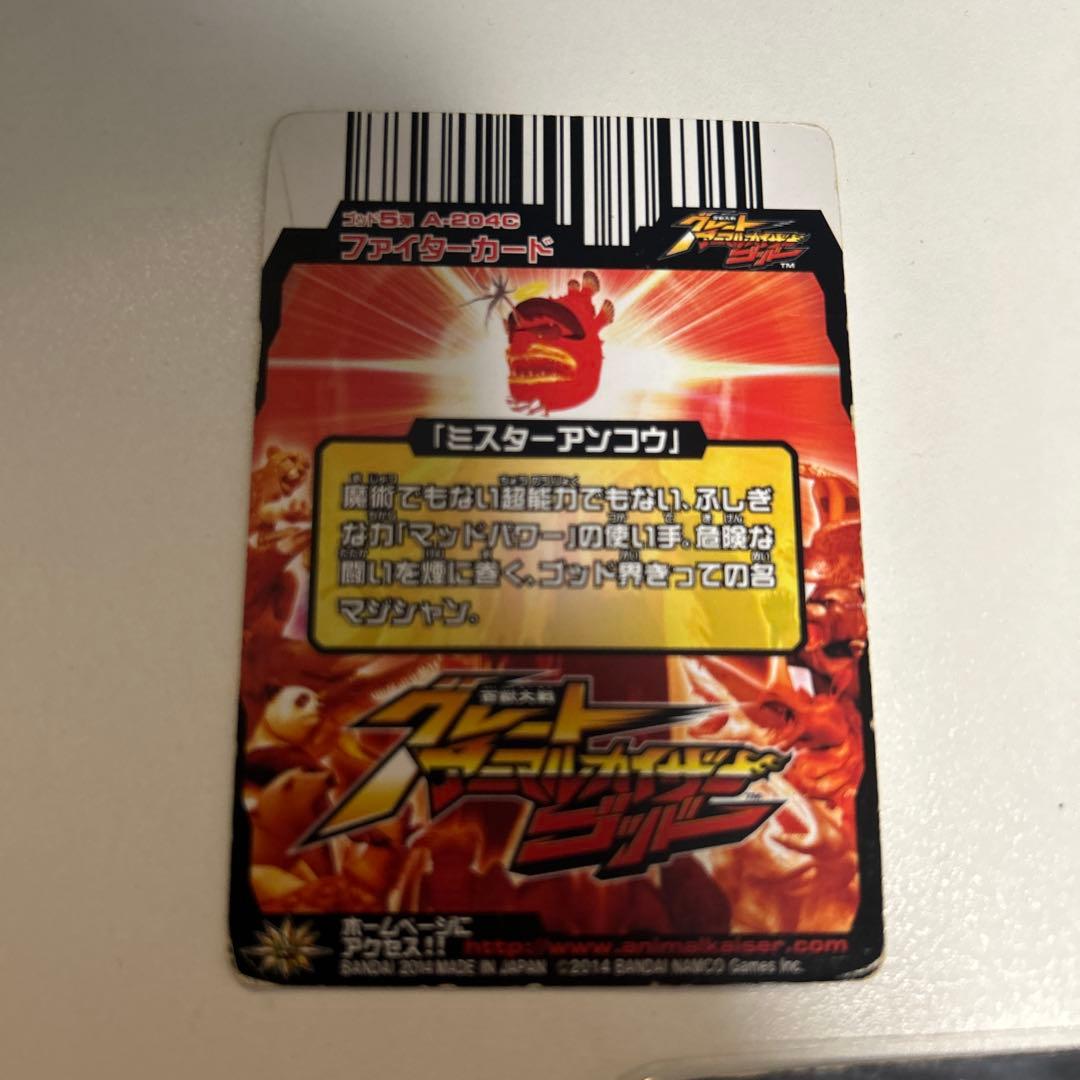 ゴッド5弾 A-204C
ファイターカード
百獣大戦
グレート
アニマルカイザー
ゴッド
TM
「ミスターアンコウ」
魔術でもない超能力でもない、ふしぎ
な力「マッドパワー」の使い手。危険な
闘いを煙に巻く、ゴッド界きっての名
マジシャン。
百獣大戦
グレート
アニマルカイザー
ゴッド
TM
ホームページに
アクセス!!
http://www.animalkaiser.com
BANDAI 2014 MADE IN JAPAN ©2014 BANDAI NAMCO Games Inc.